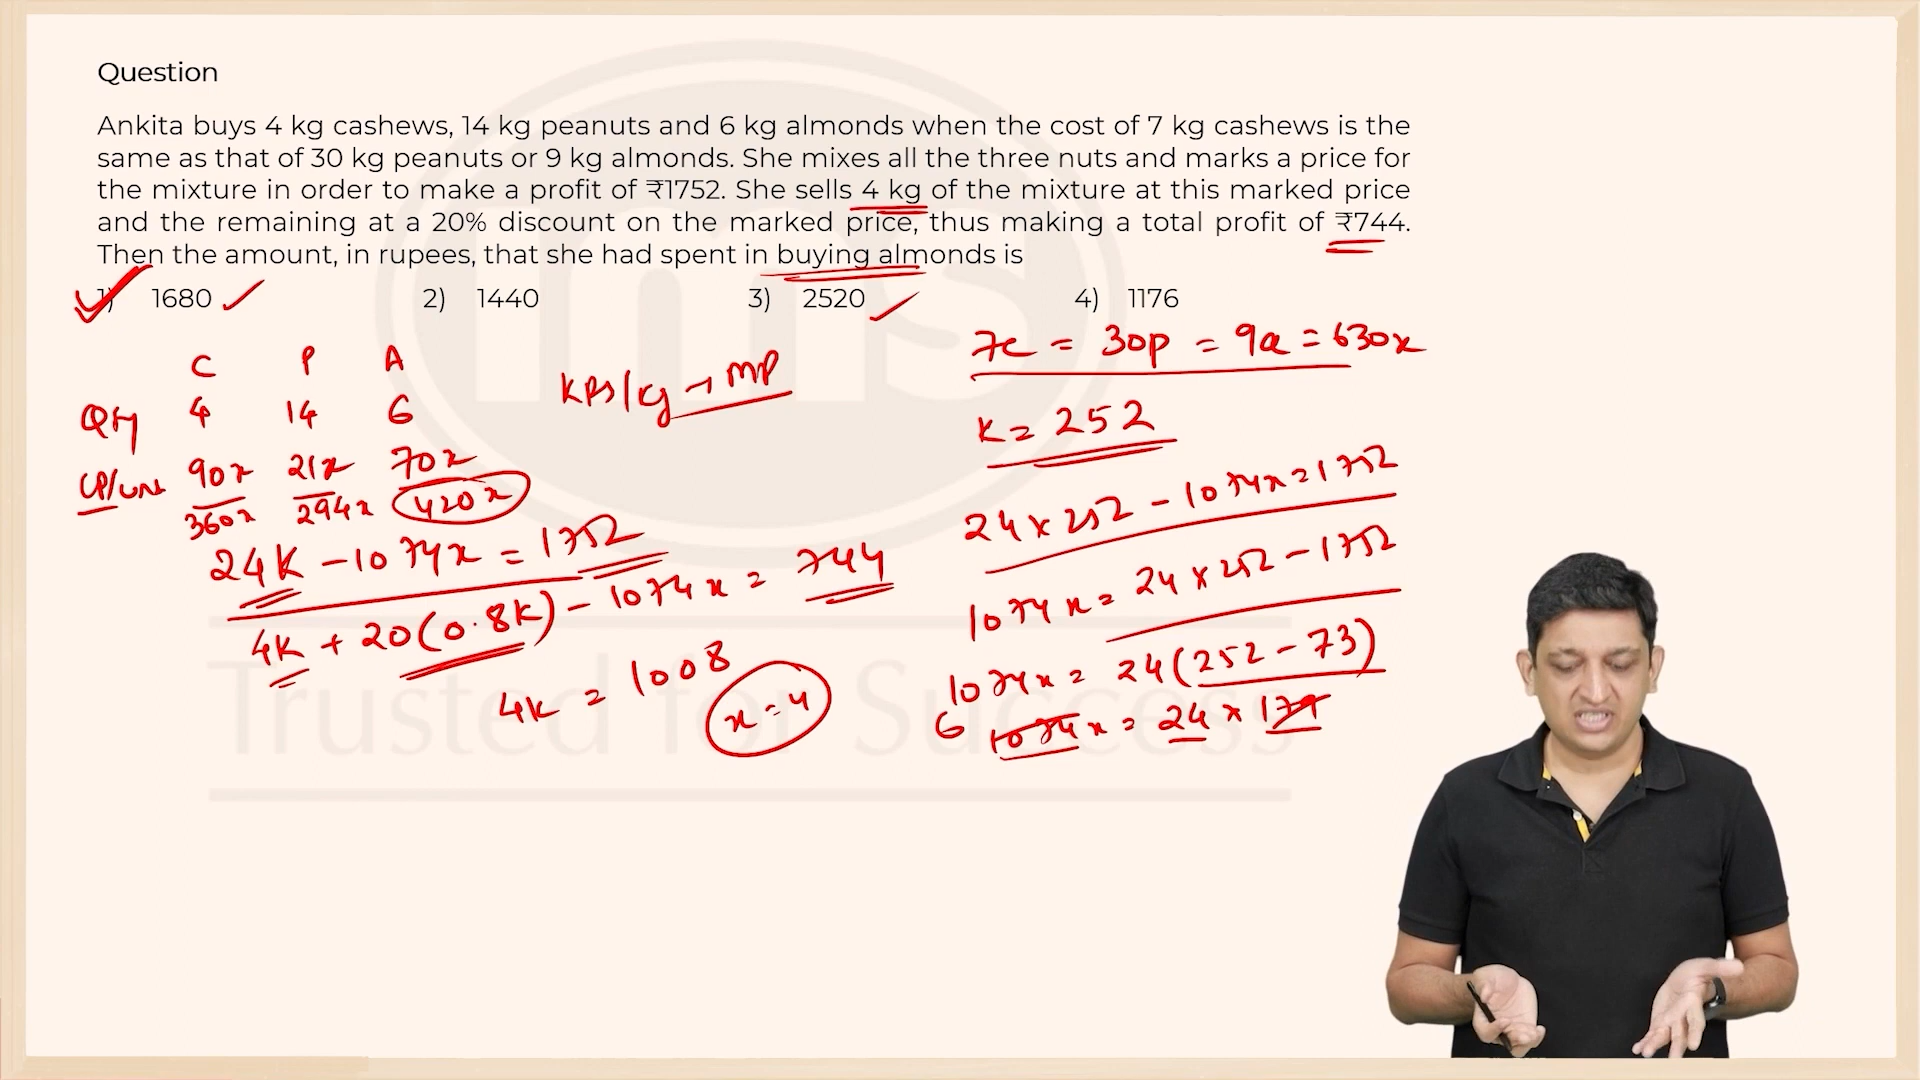 Question
Ankita buys 4 kg cashews, 14 kg peanuts and 6 kg almonds when the cost of 7 kg cashews is the
same as that of 30 kg peanuts or 9 kg almonds. She mixes all the three nuts and marks a price for
the mixture in order to make a profit of ₹1752. She sells 4 kg of the mixture at this marked price
and the remaining at a 20% discount on the marked price, thus making a total profit of ₹744.
Then the amount, in rupees, that she had spent in buying almonds is
1) 1680 2) 1440 3) 2520 4) 1176
7c = 30p = 9a = 630x
C P A
Qty 4 14 6
KRs/kg → MP
K = 252
CP/unit 90x 21x 70x
360x 294x 420x
24K - 1074x = 1752
4K + 20(0.8K) - 1074x = 744
4K = 1008
x = 4
24 x 252 - 1074x = 1752
1074x = 24 x 252 - 1752
1074x = 24(252 - 73)
6 1074x = 24 x 179
ims
Trusted for Success